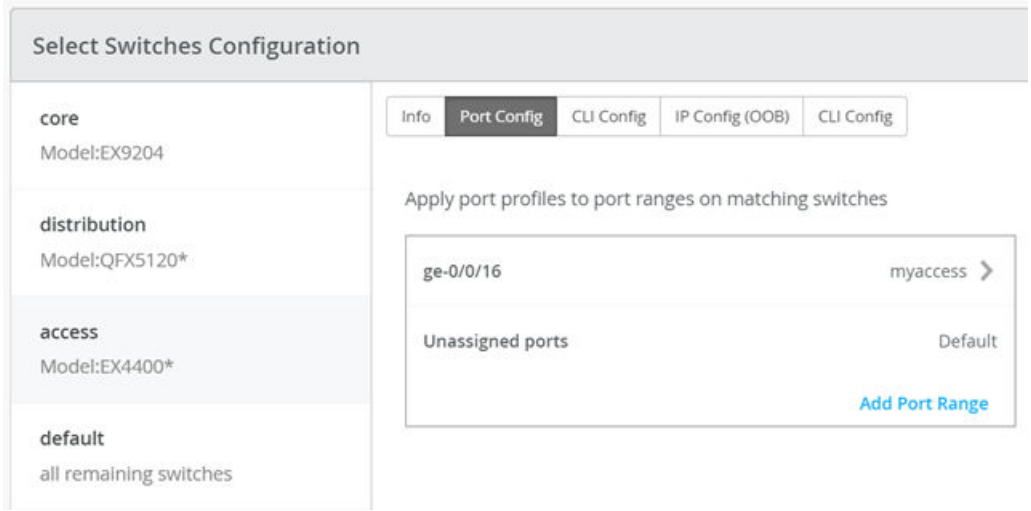 Select Switches Configuration
core
Model:EX9204
distribution
Model:QFX5120*
access
Model:EX4400*
default
all remaining switches
Info Port Config CLI Config IP Config (OOB) CLI Config
Apply port profiles to port ranges on matching switches
ge-0/0/16 myaccess
Unassigned ports Default
Add Port Range